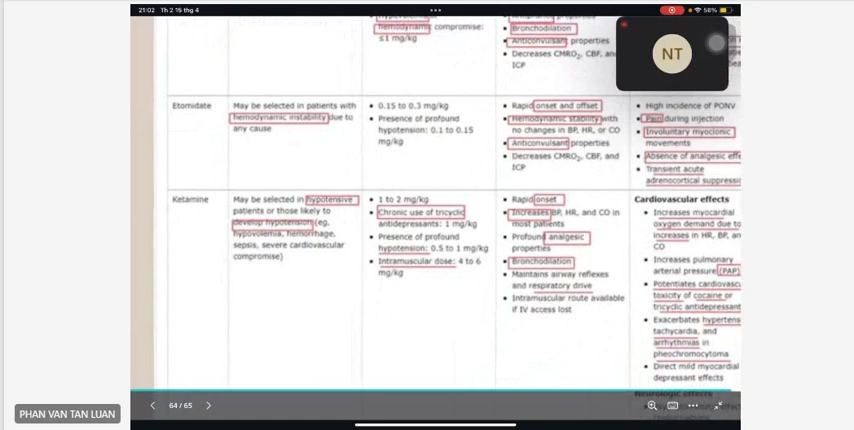 21:02 Th 2 15 thg 4
58%
NT
hemodynamic compromise:
≤1 mg/kg
Bronchodilation
Anticonvulsant properties
Decreases CMRO2, CBF, and
ICP
Etomidate
May be selected in patients with
hemodynamic instability due to
any cause
0.15 to 0.3 mg/kg
Presence of profound
hypotension: 0.1 to 0.15
mg/kg
Rapid onset and offset
Hemodynamic stability with
no changes in BP, HR, or CO
Anticonvulsant properties
Decreases CMRO2, CBF, and
ICP
High incidence of PONV
Pain during injection
Involuntary myoclonic
movements
Absence of analgesic effe
Transient acute
adrenocortical suppressio
Ketamine
May be selected in hypotensive
patients or those likely to
develop hypotension (eg,
hypovolemia, hemorrhage,
sepsis, severe cardiovascular
compromise)
1 to 2 mg/kg
Chronic use of tricyclic
antidepressants: 1 mg/kg
Presence of profound
hypotension: 0.5 to 1 mg/kg
Intramuscular dose: 4 to 6
mg/kg
Rapid onset
Increases BP, HR, and CO in
most patients
Profound analgesic
properties
Bronchodilation
Maintains airway reflexes
and respiratory drive
Intramuscular route available
if IV access lost
Cardiovascular effects
Increases myocardial
oxygen demand due to
increases in HR, BP, an
CO
Increases pulmonary
arterial pressure (PAP)
Potentiates cardiovasc
toxicity of cocaine or
tricyclic antidepressant
Exacerbates hypertens
tachycardia, and
arrhythmias in
pheochromocytoma
Direct mild myocardial
depressant effects
Neurologic effects
64 / 65
PHAN VAN TAN LUAN